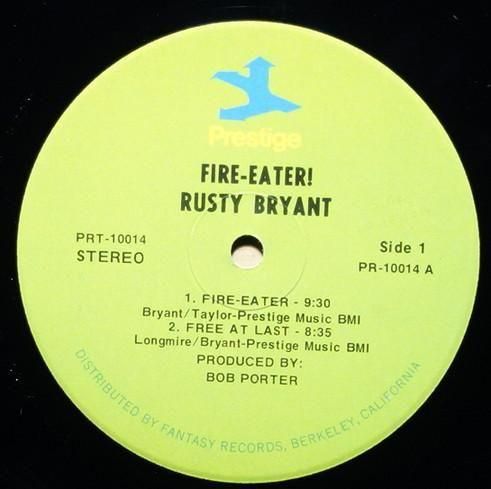 Prestige
FIRE-EATER!
RUSTY BRYANT
PRT-10014
STEREO
Side 1
PR-10014 A
1. FIRE-EATER - 9:30
Bryant/Taylor-Prestige Music BMI
2. FREE AT LAST - 8:35
Longmire/Bryant-Prestige Music BMI
PRODUCED BY:
BOB PORTER
DISTRIBUTED BY FANTASY RECORDS, BERKELEY, CALIFORNIA